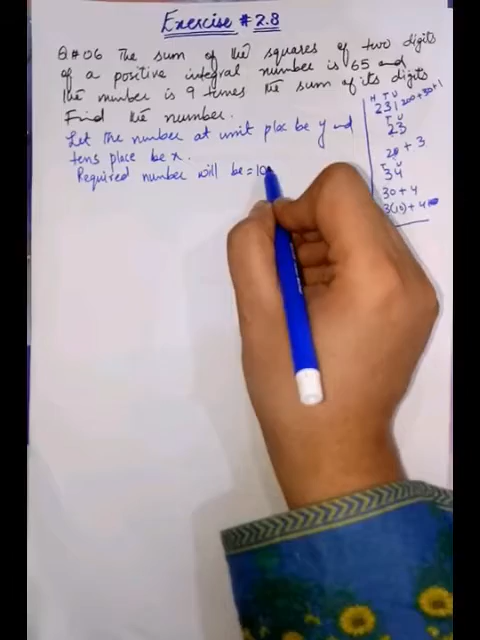 Exercise # 2.8
Q # 06 The sum of the squares of two digits
of a positive integral number is 65 and
the number is 9 times the sum of its digits
Find the number.
Let the number at unit place be y and
tens place be x.
Required number will be = 10
H T U
231 200+30+1
T U
23
20 + 3
T U
34
30 + 4
3(10) + 4